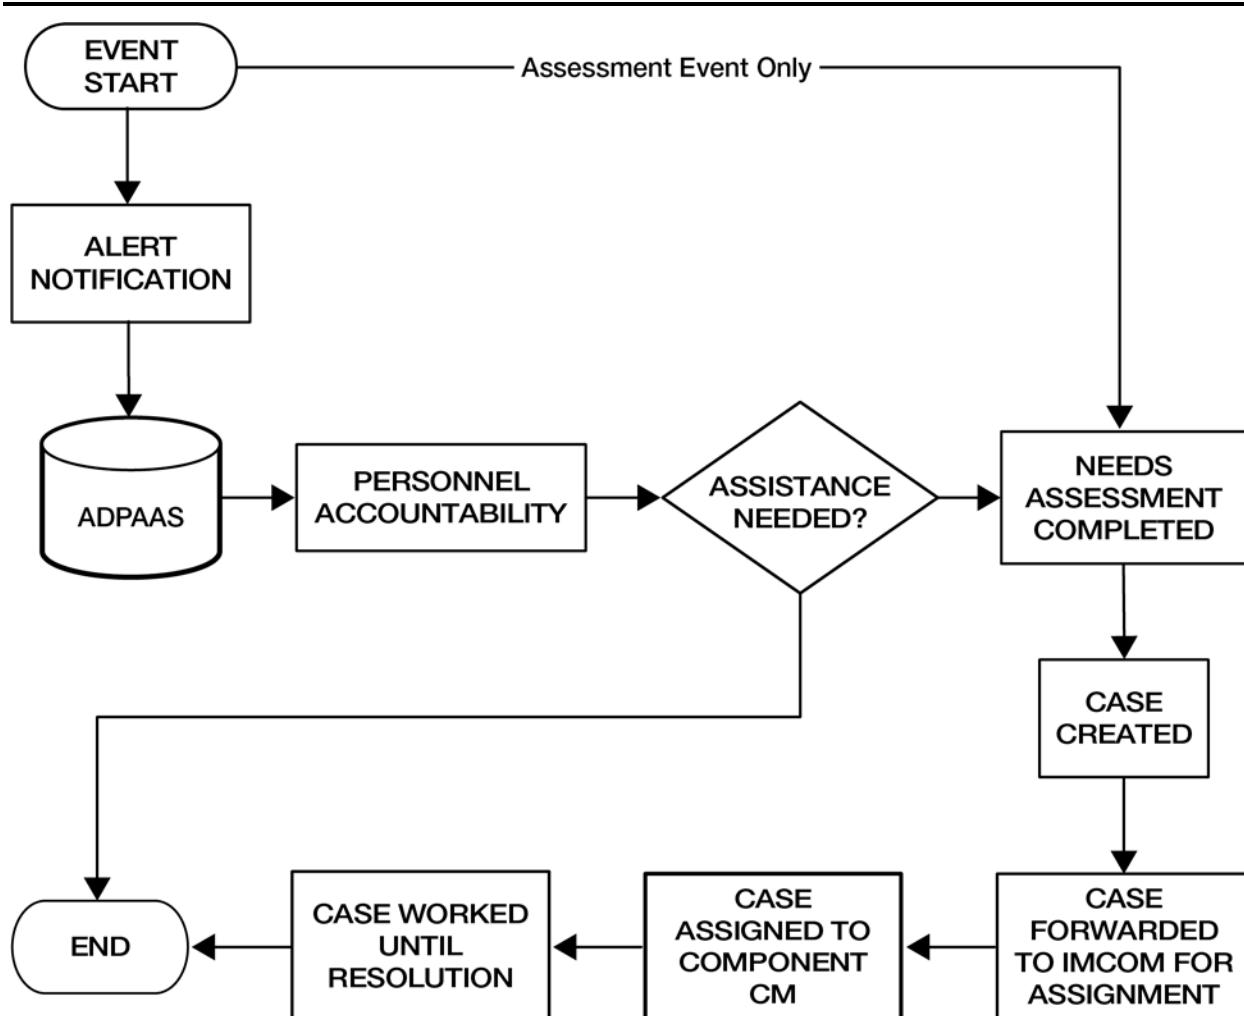 EVENT
START
Assessment Event Only
ALERT
NOTIFICATION
ADPAAS
PERSONNEL
ACCOUNTABILITY
ASSISTANCE
NEEDED?
NEEDS
ASSESSMENT
COMPLETED
CASE
CREATED
CASE
FORWARDED
TO IMCOM FOR
ASSIGNMENT
CASE
ASSIGNED TO
COMPONENT
CM
CASE WORKED
UNTIL
RESOLUTION
END